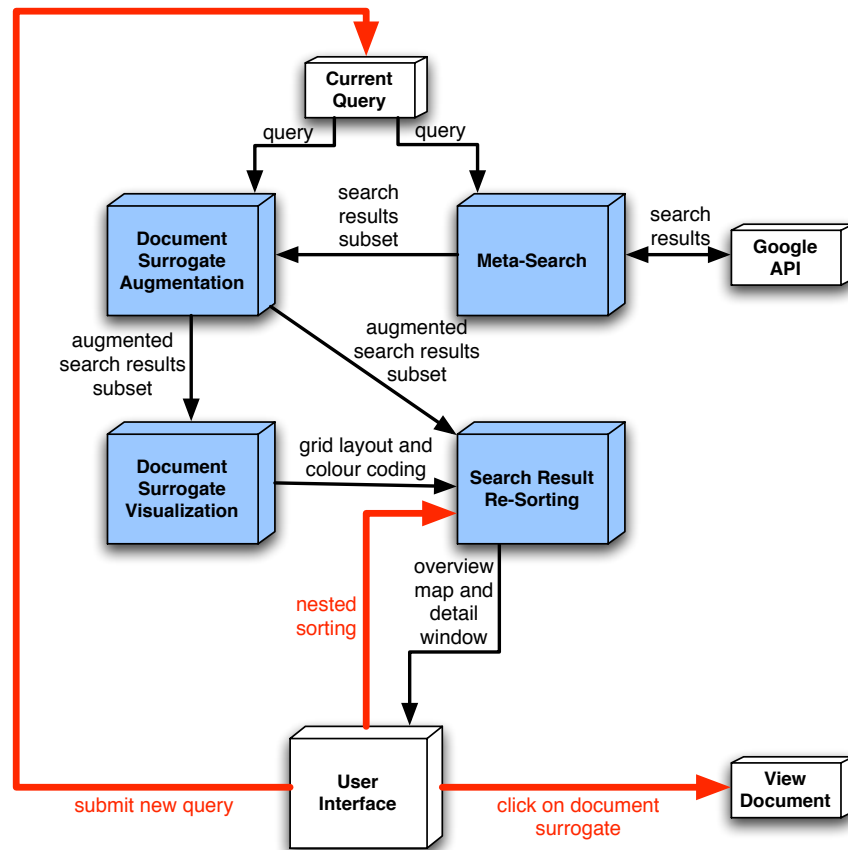 Current
Query
query
query
search
results
subset
search
results
Document
Surrogate
Augmentation
Meta-Search
Google
API
augmented
search results
subset
augmented
search results
subset
grid layout and
colour coding
Document
Surrogate
Visualization
Search Result
Re-Sorting
nested
sorting
overview
map and
detail
window
User
Interface
View
Document
submit new query
click on document
surrogate